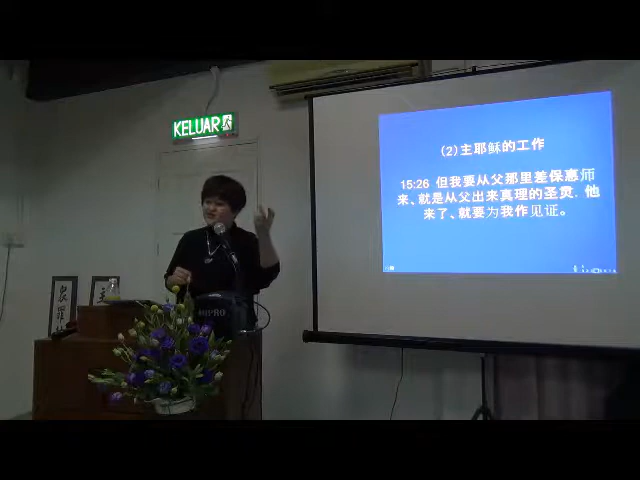 KELUAR
(2)主耶稣的工作
15:26 但我要从父那里差保惠师
来、就是从父出来真理的圣灵.他
来了、就要为我作见证。
MIPRO